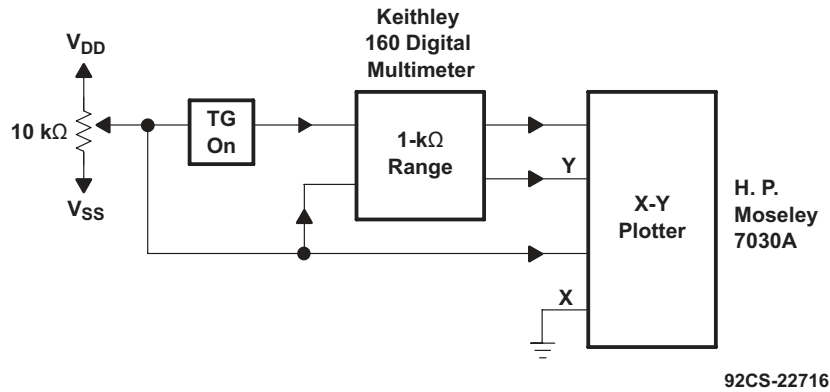 Keithley
160 Digital
Multimeter
VDD
10 kΩ
VSS
TG
On
1-kΩ
Range
Y
X
X-Y
Plotter
H. P.
Moseley
7030A
92CS-22716